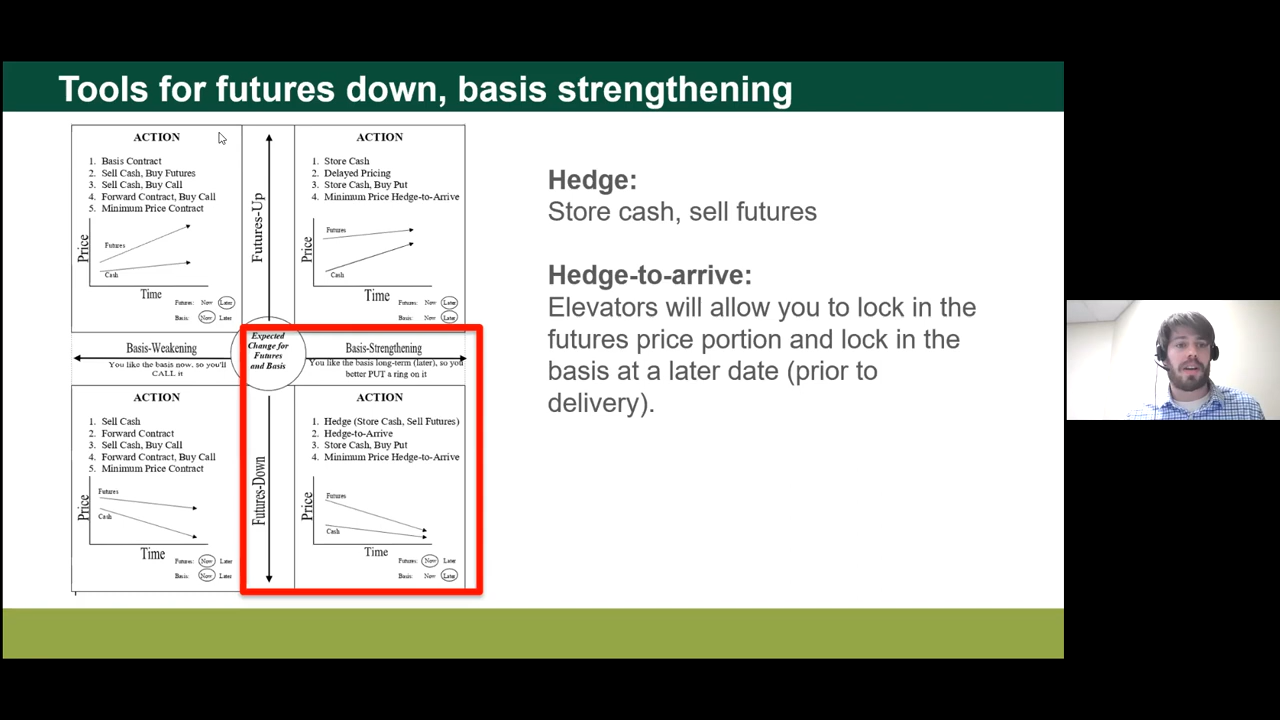 Tools for futures down, basis strengthening
ACTION
1. Basis Contract
2. Sell Cash, Buy Futures
3. Sell Cash, Buy Call
4. Forward Contract, Buy Call
5. Minimum Price Contract
Price
Futures
Cash
Time
Futures: Now Later
Basis: Now Later
Futures-Up
ACTION
1. Store Cash
2. Delayed Pricing
3. Store Cash, Buy Put
4. Minimum Price Hedge-to-Arrive
Price
Futures
Cash
Time
Futures: Now Later
Basis: Now Later
Basis-Weakening
You like the basis now, so you'll
CALL it
Expected
Change for
Futures
and Basis
Basis-Strengthening
You like the basis long-term (later), so you
better PUT a ring on it
ACTION
1. Sell Cash
2. Forward Contract
3. Sell Cash, Buy Call
4. Forward Contract, Buy Call
5. Minimum Price Contract
Price
Futures
Cash
Time
Futures: Now Later
Basis: Now Later
Futures-Down
ACTION
1. Hedge (Store Cash, Sell Futures)
2. Hedge-to-Arrive
3. Store Cash, Buy Put
4. Minimum Price Hedge-to-Arrive
Price
Futures
Cash
Time
Futures: Now Later
Basis: Now Later
Hedge:
Store cash, sell futures
Hedge-to-arrive:
Elevators will allow you to lock in the
futures price portion and lock in the
basis at a later date (prior to
delivery).